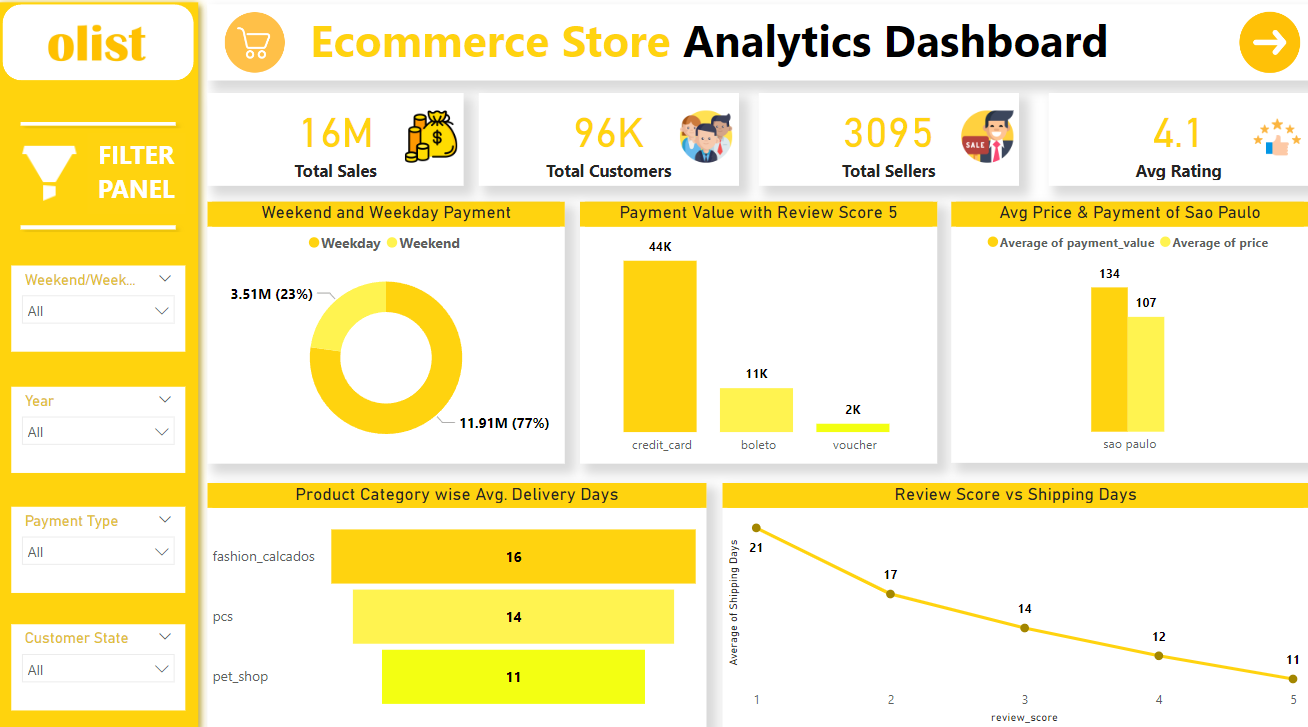 olist
Ecommerce Store Analytics Dashboard
FILTER
PANEL
Weekend/Week...
All
Year
All
Payment Type
All
Customer State
All
16M
Total Sales
$
96K
Total Customers
3095
Total Sellers
SALE
4.1
Avg Rating
Weekend and Weekday Payment
Weekday Weekend
3.51M (23%)
11.91M (77%)
Payment Value with Review Score 5
44K
11K
2K
credit_card boleto voucher
Avg Price & Payment of Sao Paulo
Average of payment_value Average of price
134
107
sao paulo
Product Category wise Avg. Delivery Days
fashion_calcados 16
pcs 14
pet_shop 11
Review Score vs Shipping Days
Average of Shipping Days
21
17
14
12
11
1 2 3 4 5
review_score